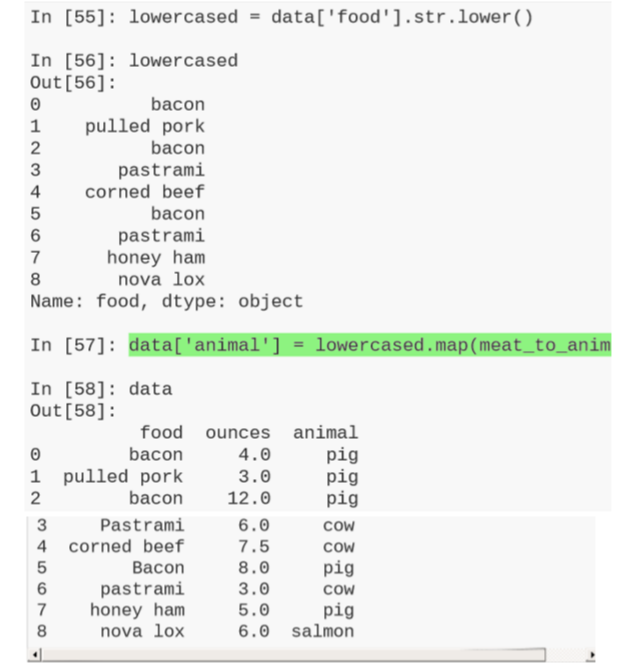 In [55]: lowercased = data['food'].str.lower()
In [56]: lowercased
Out[56]:
0          bacon
1    pulled pork
2          bacon
3       pastrami
4    corned beef
5          bacon
6       pastrami
7      honey ham
8       nova lox
Name: food, dtype: object
In [57]: data['animal'] = lowercased.map(meat_to_anim
In [58]: data
Out[58]:
          food  ounces  animal
0        bacon     4.0     pig
1  pulled pork     3.0     pig
2        bacon    12.0     pig
3     Pastrami     6.0     cow
4  corned beef     7.5     cow
5        Bacon     8.0     pig
6     pastrami     3.0     cow
7    honey ham     5.0     pig
8     nova lox     6.0  salmon